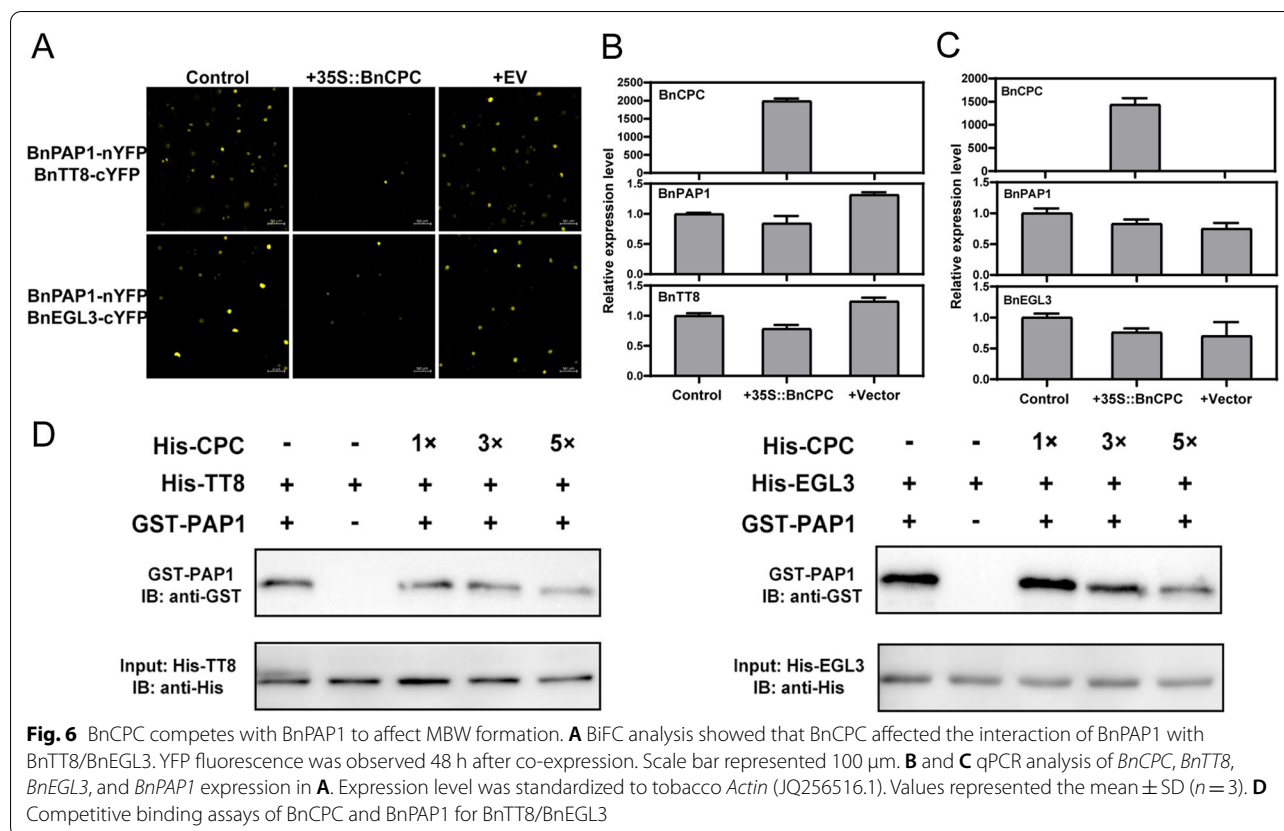 A
Control +35S::BnCPC +EV
BnPAP1-nYFP
BnTT8-cYFP
BnPAP1-nYFP
BnEGL3-cYFP
B
Relative expression level
BnCPC
2500
2000
1500
1000
500
0
BnPAP1
1.5
1.0
0.5
0.0
BnTT8
1.5
1.0
0.5
0.0
Control +35S::BnCPC +Vector
C
Relative expression level
BnCPC
2000
1500
1000
500
0
BnPAP1
1.5
1.0
0.5
0.0
BnEGL3
1.5
1.0
0.5
0.0
Control +35S::BnCPC +Vector
D
His-CPC - - 1× 3× 5×
His-TT8 + + + + +
GST-PAP1 + - + + +
GST-PAP1
IB: anti-GST
Input: His-TT8
IB: anti-His
His-CPC - - 1× 3× 5×
His-EGL3 + + + + +
GST-PAP1 + - + + +
GST-PAP1
IB: anti-GST
Input: His-EGL3
IB: anti-His
Fig. 6 BnCPC competes with BnPAP1 to affect MBW formation. A BiFC analysis showed that BnCPC affected the interaction of BnPAP1 with
BnTT8/BnEGL3. YFP fluorescence was observed 48 h after co-expression. Scale bar represented 100 μm. B and C qPCR analysis of BnCPC, BnTT8,
BnEGL3, and BnPAP1 expression in A. Expression level was standardized to tobacco Actin (JQ256516.1). Values represented the mean ± SD (n = 3). D
Competitive binding assays of BnCPC and BnPAP1 for BnTT8/BnEGL3